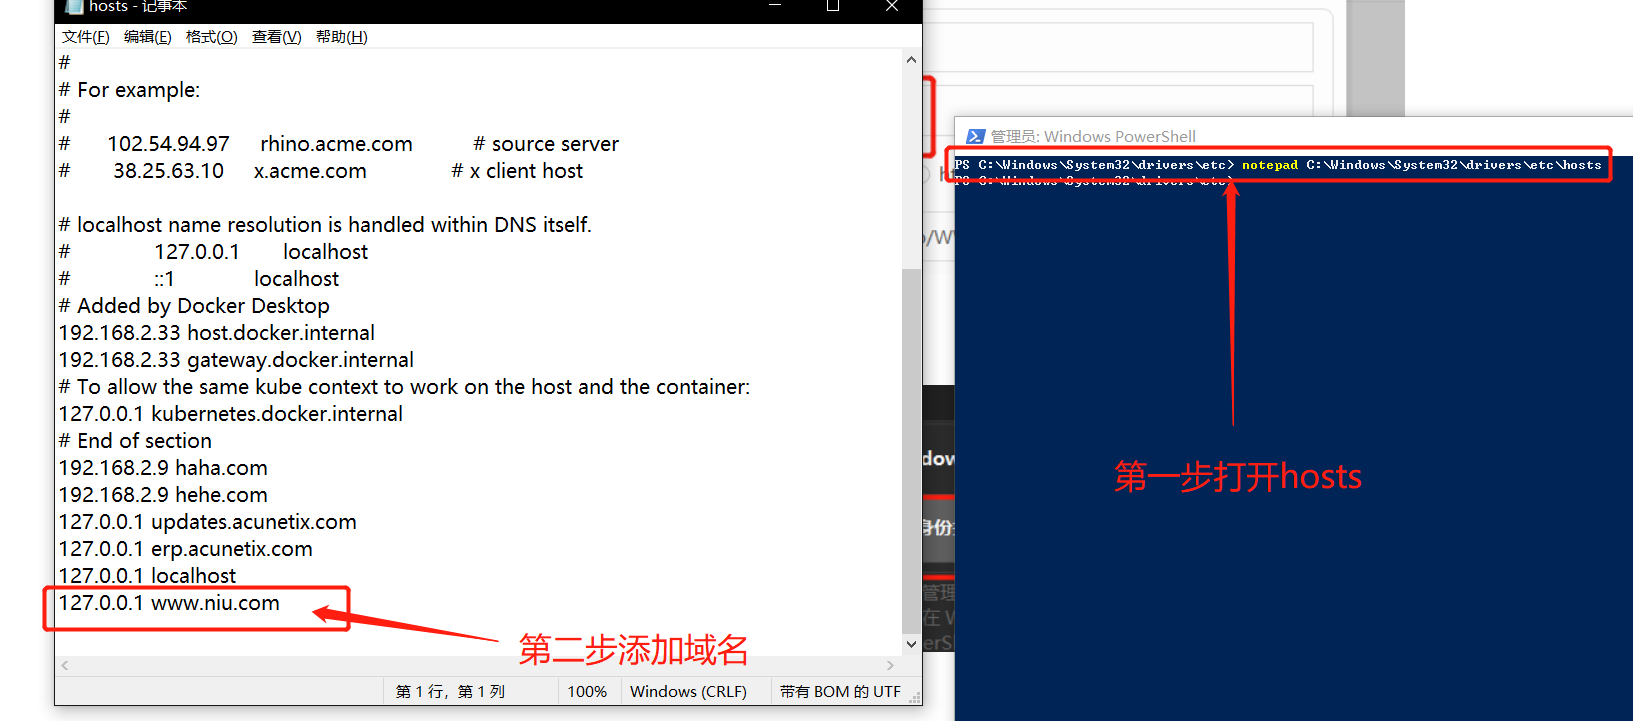 hosts - 记事本
文件(F) 编辑(E) 格式(O) 查看(V) 帮助(H)
#
# For example:
#
# 102.54.94.97 rhino.acme.com # source server
# 38.25.63.10 x.acme.com # x client host
# localhost name resolution is handled within DNS itself.
# 127.0.0.1 localhost
# ::1 localhost
# Added by Docker Desktop
192.168.2.33 host.docker.internal
192.168.2.33 gateway.docker.internal
# To allow the same kube context to work on the host and the container:
127.0.0.1 kubernetes.docker.internal
# End of section
192.168.2.9 haha.com
192.168.2.9 hehe.com
127.0.0.1 updates.acunetix.com
127.0.0.1 erp.acunetix.com
127.0.0.1 localhost
127.0.0.1 www.niu.com
第二步添加域名
第 1 行，第 1 列 100% Windows (CRLF) 带有 BOM 的 UTF
管理员: Windows PowerShell
PS C:\Windows\System32\drivers\etc> notepad C:\Windows\System32\drivers\etc\hosts
PS C:\Windows\System32\drivers\etc>
第一步打开hosts
身份
管理
在 W